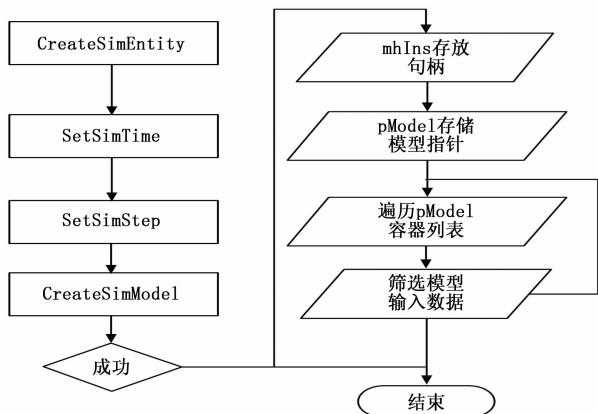 CreateSimEntity
SetSimTime
SetSimStep
CreateSimModel
成功
mhIns存放
句柄
pModel存储
模型指针
遍历pModel
容器列表
筛选模型
输入数据
结束